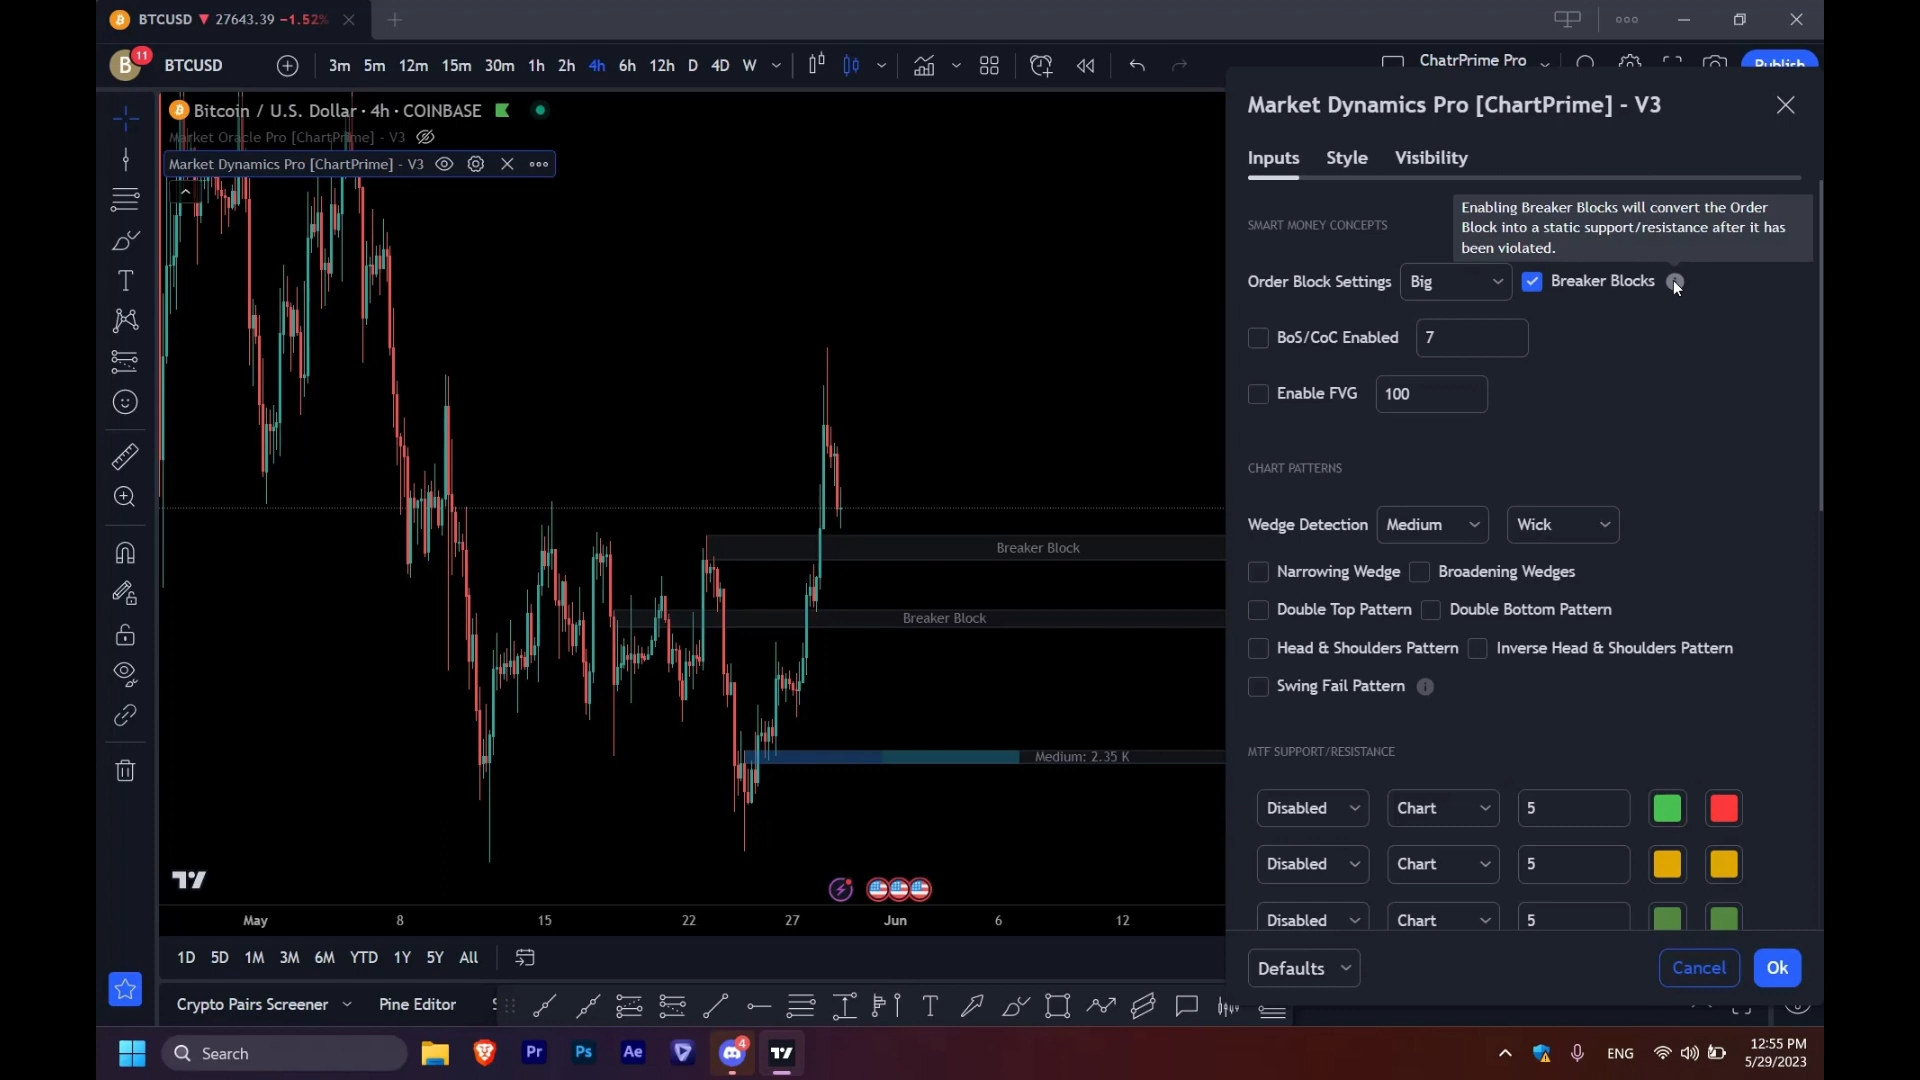 BTCUSD ▼ 27643.39 −1.52%
B 11 BTCUSD 3m 5m 12m 15m 30m 1h 2h 4h 6h 12h D 4D W ChatrPrime Pro Publish
Bitcoin / U.S. Dollar · 4h · COINBASE
Market Oracle Pro [ChartPrime] - V3
Market Dynamics Pro [ChartPrime] - V3
Breaker Block
Breaker Block
Medium: 2.35 K
May 8 15 22 27 Jun 6 12
1D 5D 1M 3M 6M YTD 1Y 5Y All
Crypto Pairs Screener Pine Editor
Market Dynamics Pro [ChartPrime] - V3
Inputs Style Visibility
Enabling Breaker Blocks will convert the Order
Block into a static support/resistance after it has
been violated.
SMART MONEY CONCEPTS
Order Block Settings Big Breaker Blocks
BoS/CoC Enabled 7
Enable FVG 100
CHART PATTERNS
Wedge Detection Medium Wick
Narrowing Wedge Broadening Wedges
Double Top Pattern Double Bottom Pattern
Head & Shoulders Pattern Inverse Head & Shoulders Pattern
Swing Fail Pattern
MTF SUPPORT/RESISTANCE
Disabled Chart 5
Disabled Chart 5
Disabled Chart 5
Defaults Cancel Ok
Search Pr Ps Ae 4 ENG 12:55 PM
5/29/2023